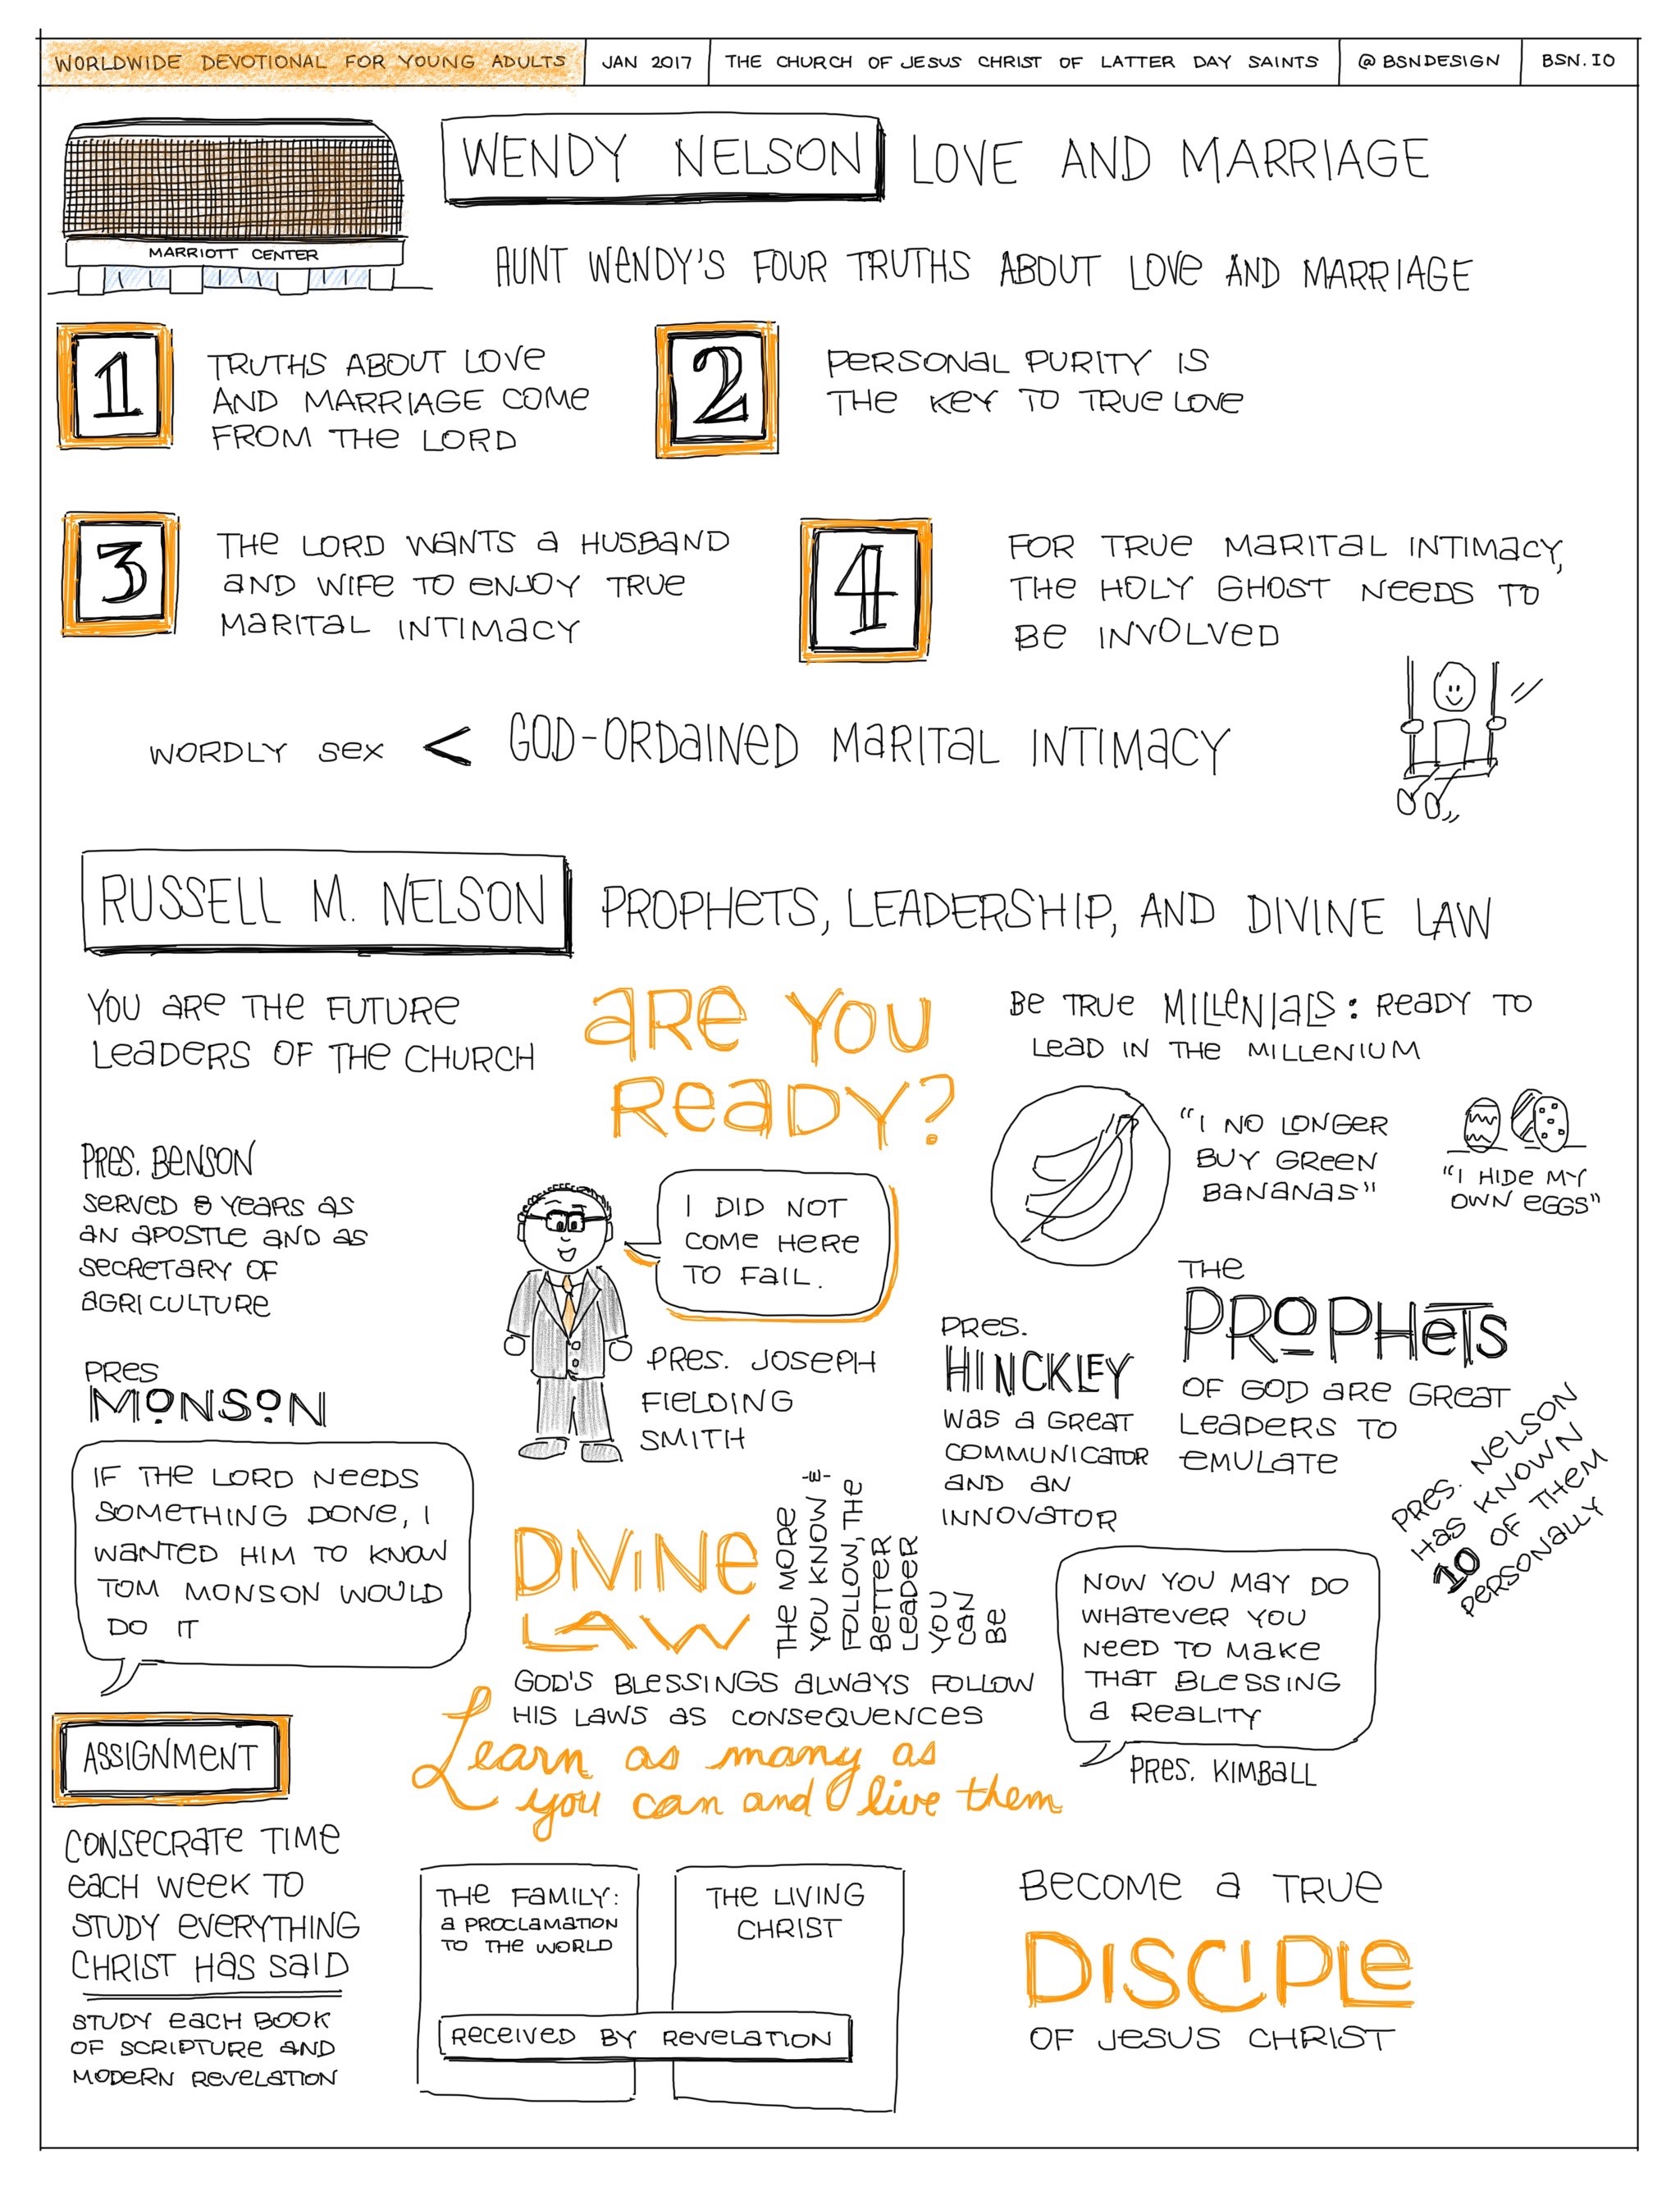 WORLDWIDE DEVOTIONAL FOR YOUNG ADULTS
JAN 2017
THE CHURCH OF JESUS CHRIST OF LATTER DAY SAINTS
@BSNDESIGN
BSN.IO
MARRIOTT CENTER
WENDY NELSON
LOVE AND MARRIAGE
AUNT WENDY'S FOUR TRUTHS ABOUT LOVE AND MARRIAGE
1
TRUTHS ABOUT LOVE
AND MARRIAGE COME
FROM THE LORD
2
PERSONAL PURITY IS
THE KEY TO TRUE LOVE
3
THE LORD WANTS A HUSBAND
AND WIFE TO ENJOY TRUE
MARITAL INTIMACY
4
FOR TRUE MARITAL INTIMACY,
THE HOLY GHOST NEEDS TO
BE INVOLVED
WORDLY SEX < GOD-ORDAINED MARITAL INTIMACY
RUSSELL M. NELSON
PROPHETS, LEADERSHIP, AND DIVINE LAW
YOU ARE THE FUTURE
LEADERS OF THE CHURCH
ARE YOU
READY?
BE TRUE MILLENIALS: READY TO
LEAD IN THE MILLENIUM
"I NO LONGER
BUY GREEN
BANANAS"
"I HIDE MY
OWN EGGS"
PRES. BENSON
SERVED 8 YEARS AS
AN APOSTLE AND AS
SECRETARY OF
AGRICULTURE
I DID NOT
COME HERE
TO FAIL.
PRES. JOSEPH
FIELDING
SMITH
PRES.
HINCKLEY
WAS A GREAT
COMMUNICATOR
AND AN
INNOVATOR
THE
PROPHETS
OF GOD ARE GREAT
LEADERS TO
EMULATE
PRES. NELSON
HAS KNOWN
10 OF THEM
PERSONALLY
PRES
MONSON
IF THE LORD NEEDS
SOMETHING DONE, I
WANTED HIM TO KNOW
TOM MONSON WOULD
DO IT
DIVINE
LAW
THE MORE
YOU KNOW &
FOLLOW, THE
BETTER
LEADER
YOU
CAN
BE
GOD'S BLESSINGS ALWAYS FOLLOW
HIS LAWS AS CONSEQUENCES
Learn as many as
you can and live them
NOW YOU MAY DO
WHATEVER YOU
NEED TO MAKE
THAT BLESSING
A REALITY
PRES. KIMBALL
ASSIGNMENT
CONSECRATE TIME
EACH WEEK TO
STUDY EVERYTHING
CHRIST HAS SAID
STUDY EACH BOOK
OF SCRIPTURE AND
MODERN REVELATION
THE FAMILY:
A PROCLAMATION
TO THE WORLD
THE LIVING
CHRIST
RECEIVED BY REVELATION
BECOME A TRUE
DISCIPLE
OF JESUS CHRIST